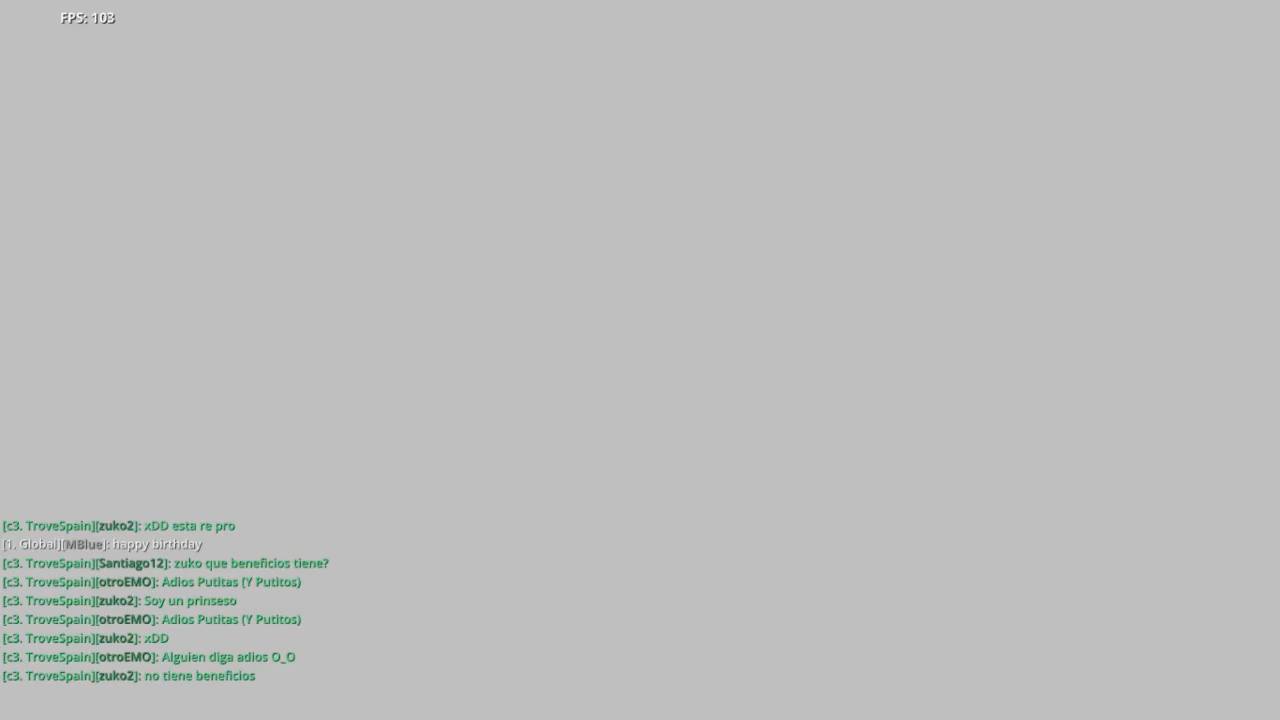 FPS: 103
[c3. TroveSpain][zuko2]: xDD esta re pro
[1. Global][MBlue]: happy birthday
[c3. TroveSpain][Santiago12]: zuko que beneficios tiene?
[c3. TroveSpain][otroEMO]: Adios Putitas (Y Putitos)
[c3. TroveSpain][zuko2]: Soy un prinseso
[c3. TroveSpain][otroEMO]: Adios Putitas (Y Putitos)
[c3. TroveSpain][zuko2]: xDD
[c3. TroveSpain][otroEMO]: Alguien diga adios O_O
[c3. TroveSpain][zuko2]: no tiene beneficios